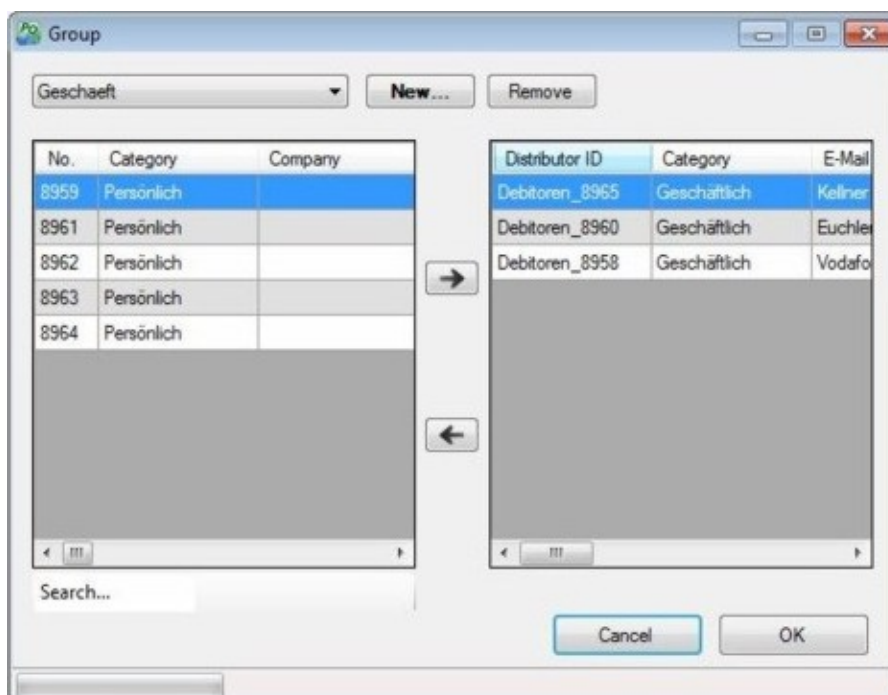 Group
Geschaeft New... Remove
No. Category Company
8959 Persönlich
8961 Persönlich
8962 Persönlich
8963 Persönlich
8964 Persönlich
Distributor ID Category E-Mail
Debitoren_8965 Geschäftlich Kellner
Debitoren_8960 Geschäftlich Euchler
Debitoren_8958 Geschäftlich Vodafo
Search...
Cancel OK